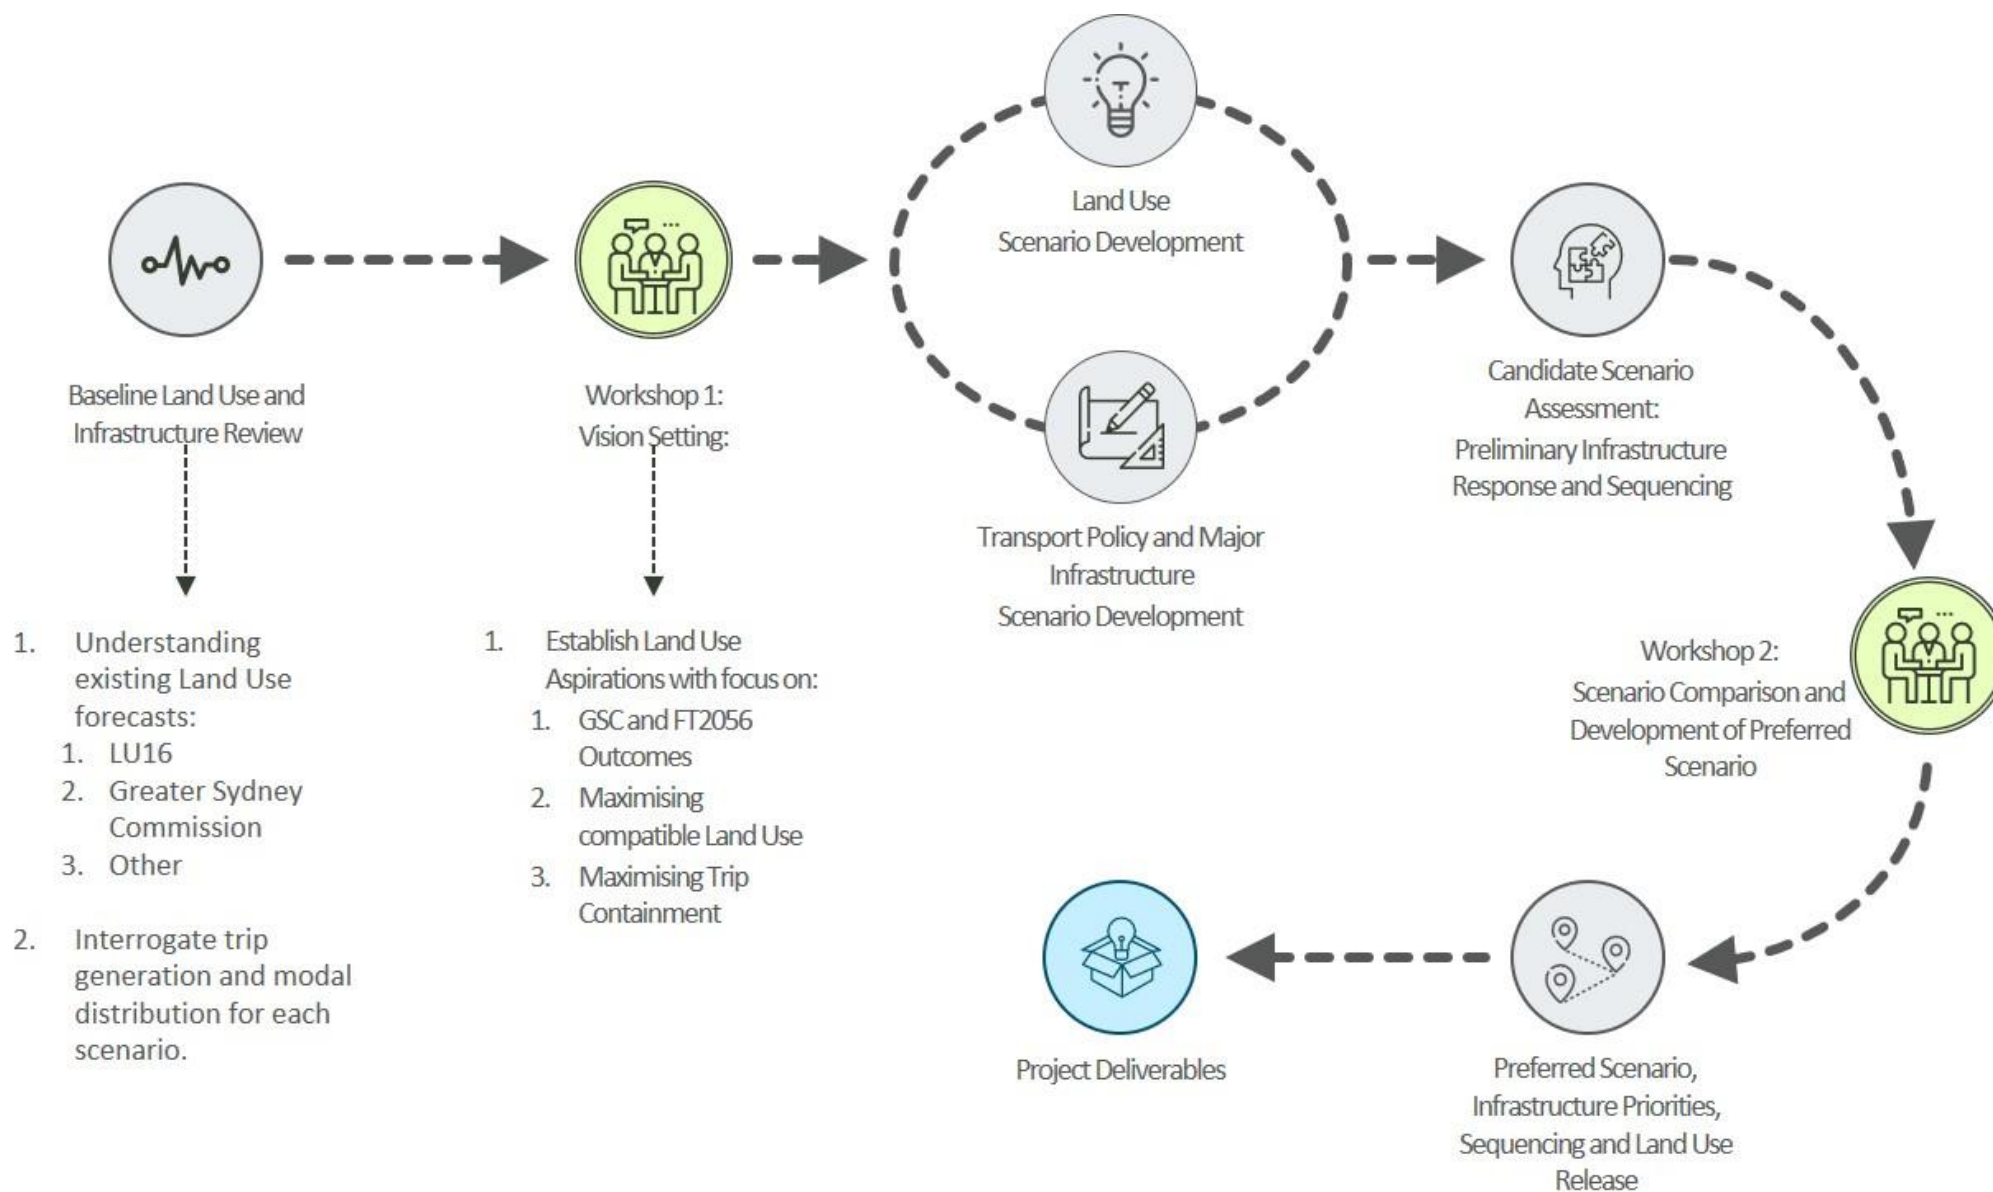 Baseline Land Use and
Infrastructure Review
1. Understanding
existing Land Use
forecasts:
1. LU16
2. Greater Sydney
Commission
3. Other
2. Interrogate trip
generation and modal
distribution for each
scenario.
Workshop 1:
Vision Setting:
1. Establish Land Use
Aspirations with focus on:
1. GSC and FT2056
Outcomes
2. Maximising
compatible Land Use
3. Maximising Trip
Containment
Land Use
Scenario Development
Transport Policy and Major
Infrastructure
Scenario Development
Candidate Scenario
Assessment:
Preliminary Infrastructure
Response and Sequencing
Workshop 2:
Scenario Comparison and
Development of Preferred
Scenario
Preferred Scenario,
Infrastructure Priorities,
Sequencing and Land Use
Release
Project Deliverables